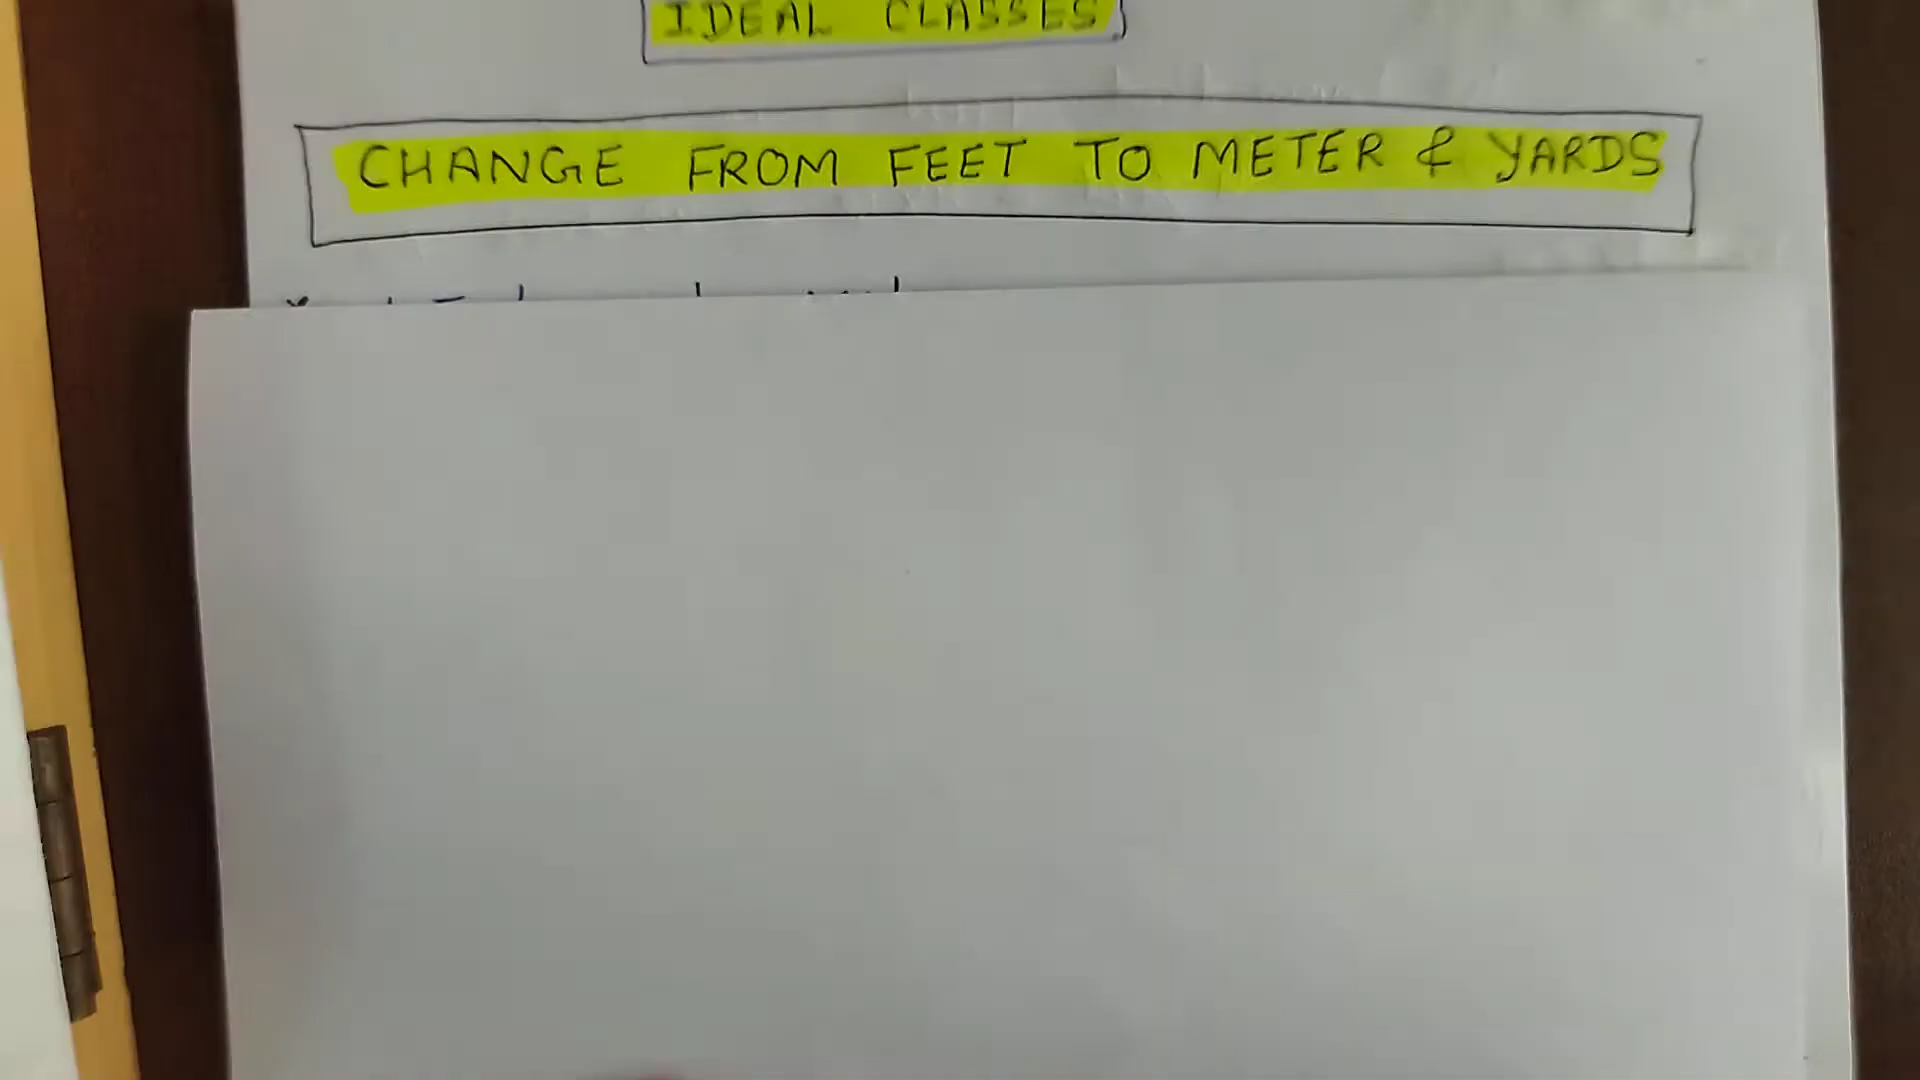 IDEAL CLASSES
CHANGE FROM FEET TO METER & YARDS